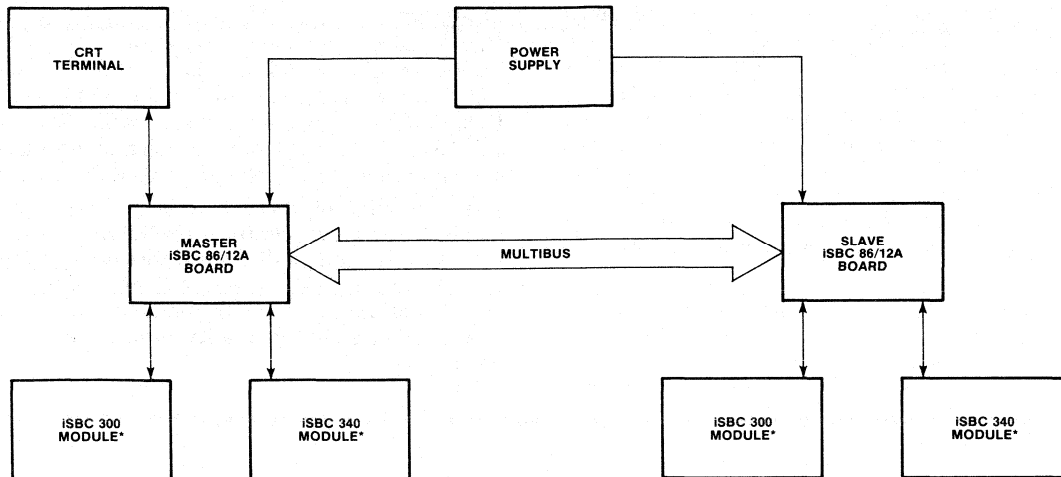 CRT
TERMINAL
POWER
SUPPLY
MASTER
iSBC 86/12A
BOARD
MULTIBUS
SLAVE
iSBC 86/12A
BOARD
iSBC 300
MODULE*
iSBC 340
MODULE*
iSBC 300
MODULE*
iSBC 340
MODULE*